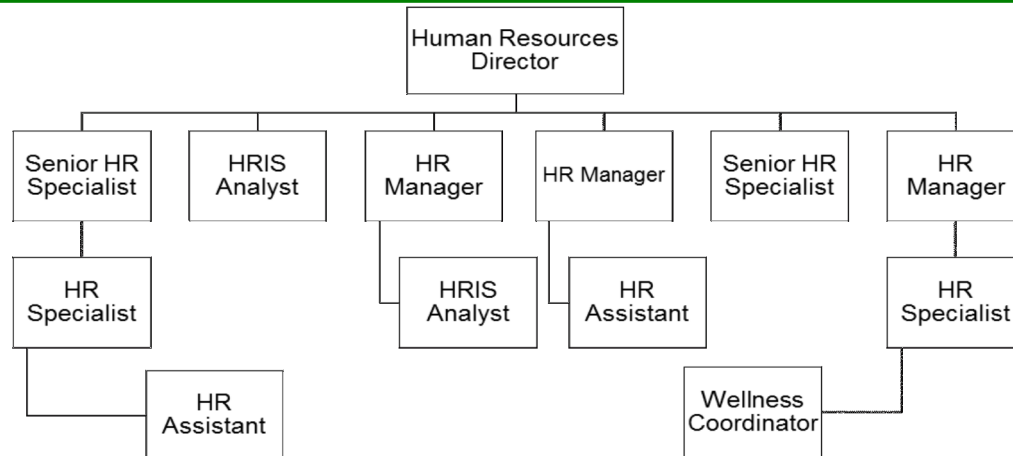 Human Resources
Director
Senior HR
Specialist
HRIS
Analyst
HR
Manager
HR Manager
Senior HR
Specialist
HR
Manager
HR
Specialist
HRIS
Analyst
HR
Assistant
HR
Specialist
HR
Assistant
Wellness
Coordinator